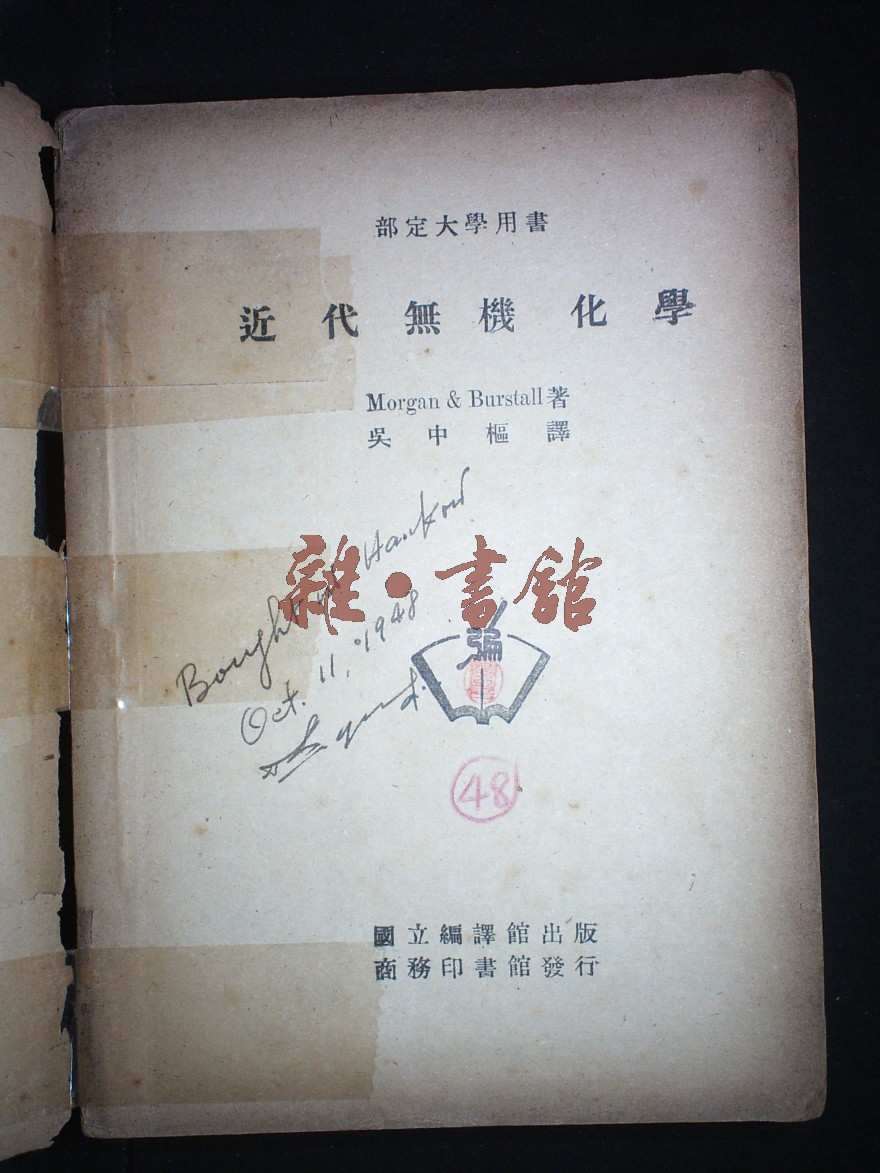 部定大學用書
近代無機化學
Morgan & Burstall著
吳中樞譯
Bought at Hankow
Oct. 11, 1948
雜·書館
編
48
國立編譯館出版
商務印書館發行